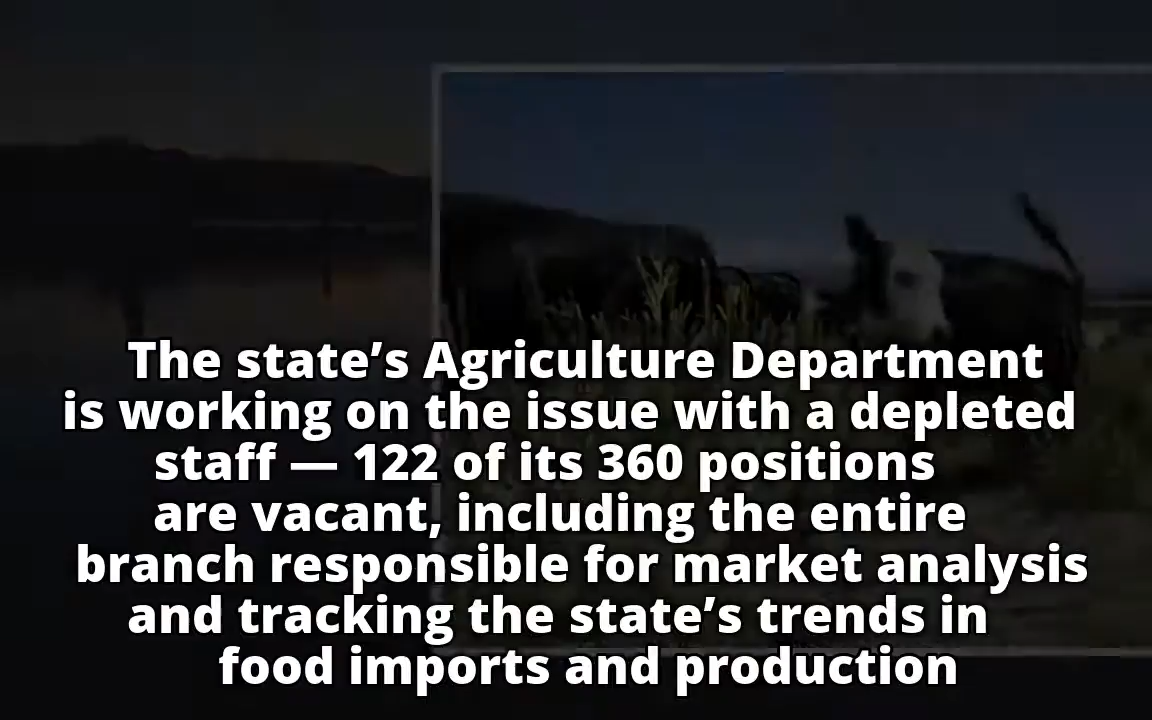 The state’s Agriculture Department
is working on the issue with a depleted
staff — 122 of its 360 positions
are vacant, including the entire
branch responsible for market analysis
and tracking the state’s trends in
food imports and production